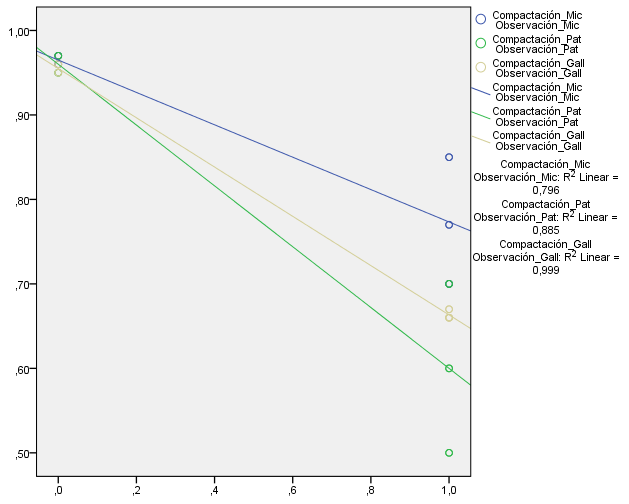 1,00
,90
,80
,70
,60
,50
,0
,2
,4
,6
,8
1,0
Compactación_Mic
Observación_Mic
Compactación_Pat
Observación_Pat
Compactación_Gall
Observación_Gall
Compactación_Mic
Observación_Mic
Compactación_Pat
Observación_Pat
Compactación_Gall
Observación_Gall
Compactación_Mic
Observación_Mic: R² Linear =
0,796
Compactación_Pat
Observación_Pat: R² Linear =
0,885
Compactación_Gall
Observación_Gall: R² Linear =
0,999